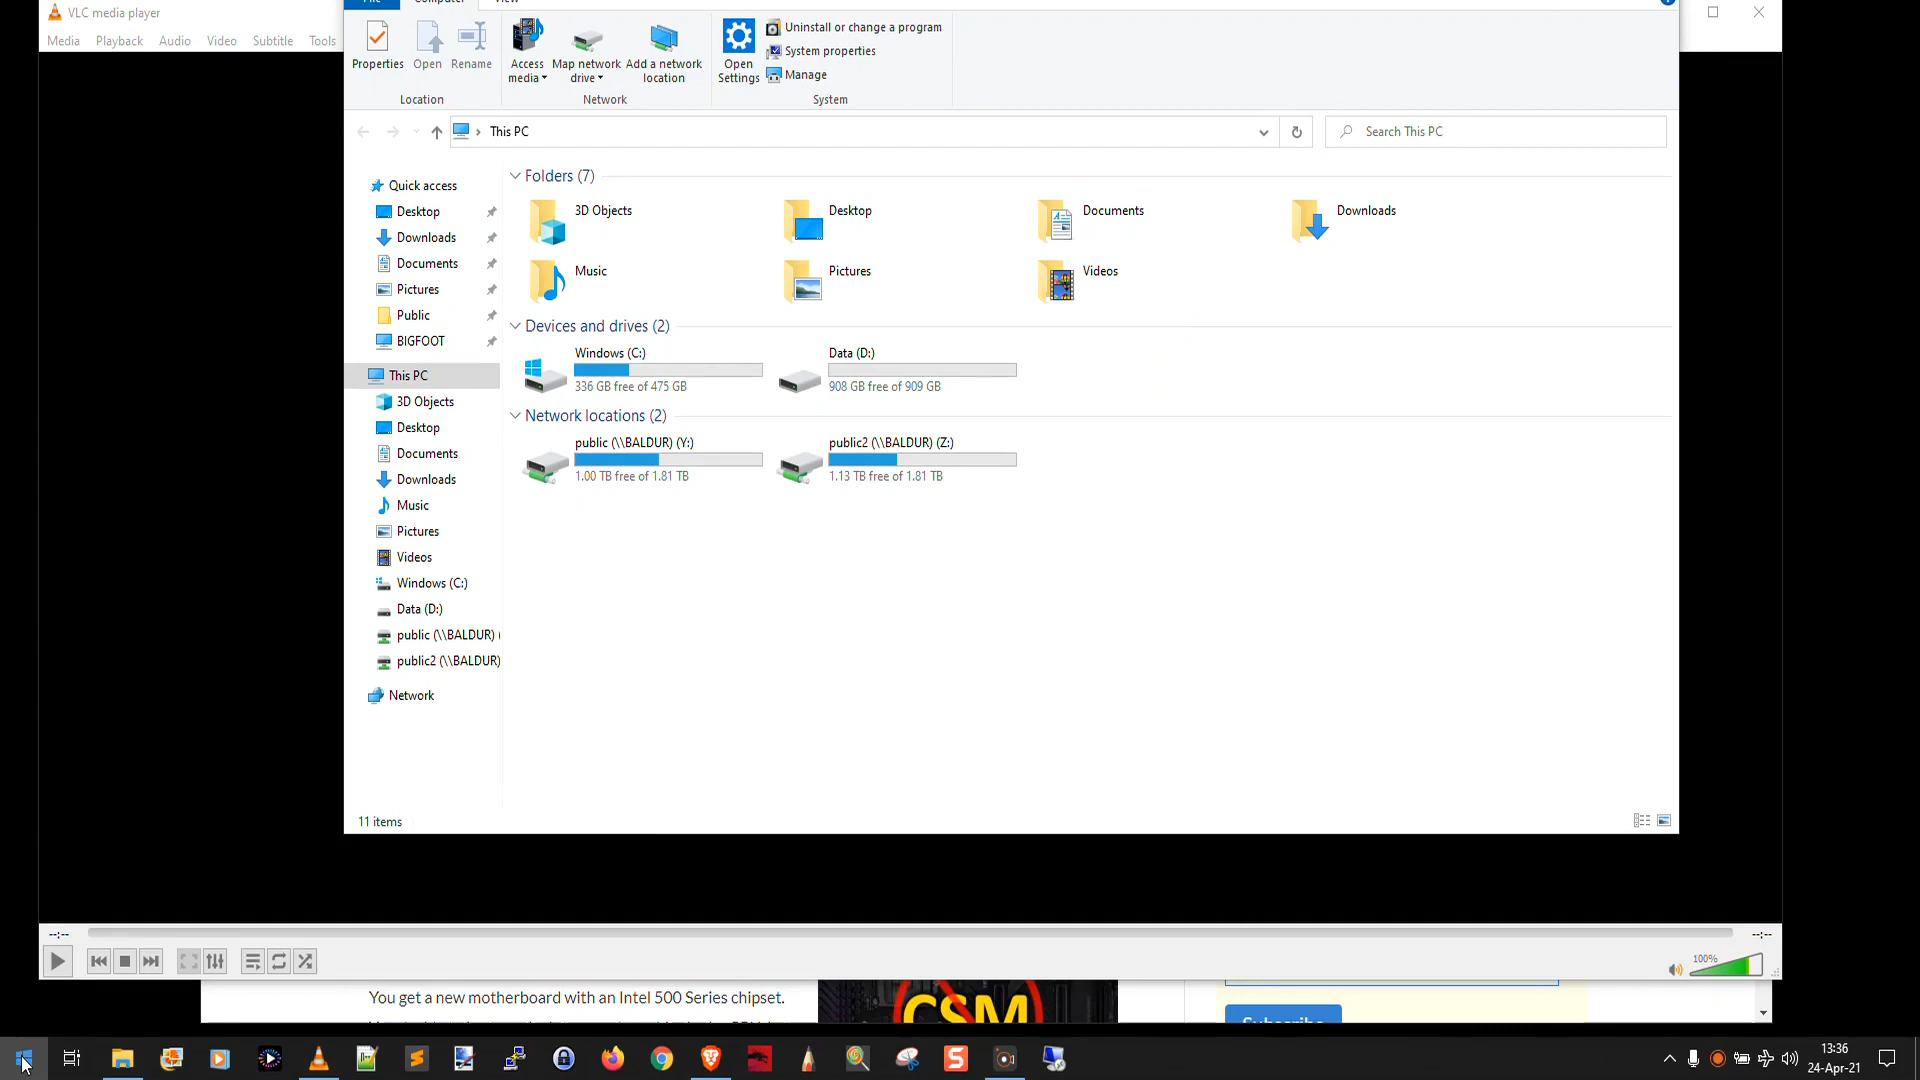 VLC media player
Media Playback Audio Video Subtitle Tools
Computer View
Properties
Open
Rename
Access media
Map network drive
Add a network location
Open Settings
Uninstall or change a program
System properties
Manage
Location
Network
System
This PC
Search This PC
Quick access
Desktop
Downloads
Documents
Pictures
Public
BIGFOOT
This PC
3D Objects
Desktop
Documents
Downloads
Music
Pictures
Videos
Windows (C:)
Data (D:)
public (\\BALDUR) (
public2 (\\BALDUR)
Network
Folders (7)
3D Objects
Desktop
Documents
Downloads
Music
Pictures
Videos
Devices and drives (2)
Windows (C:)
336 GB free of 475 GB
Data (D:)
908 GB free of 909 GB
Network locations (2)
public (\\BALDUR) (Y:)
1.00 TB free of 1.81 TB
public2 (\\BALDUR) (Z:)
1.13 TB free of 1.81 TB
11 items
--:--
--:--
100%
You get a new motherboard with an Intel 500 Series chipset.
CSM
Subscribe
13:36
24-Apr-21